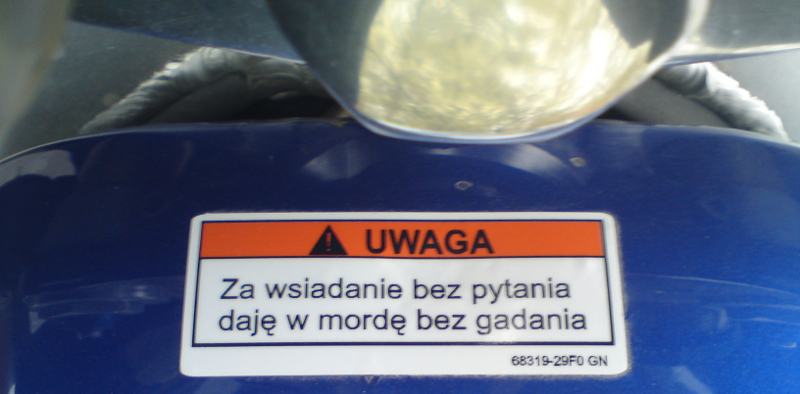 UWAGA
Za wsiadanie bez pytania
daję w mordę bez gadania
68319-29F0 GN